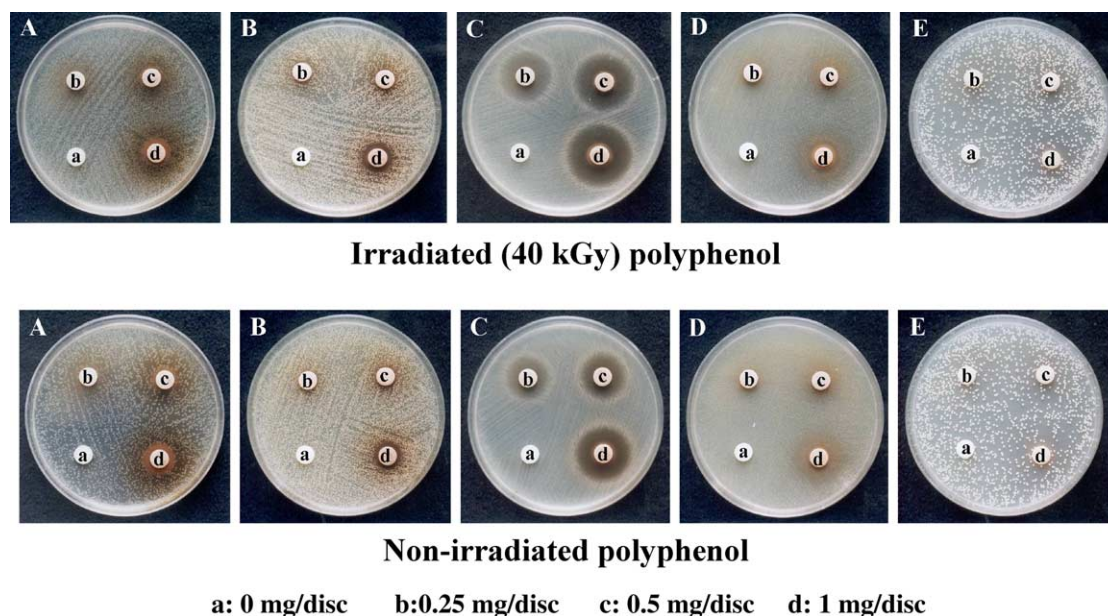 A B C D E
b c b c b c b c b c
a d a d a d a d a d
Irradiated (40 kGy) polyphenol
A B C D E
b c b c b c b c b c
a d a d a d a d a d
Non-irradiated polyphenol
a: 0 mg/disc b:0.25 mg/disc c: 0.5 mg/disc d: 1 mg/disc